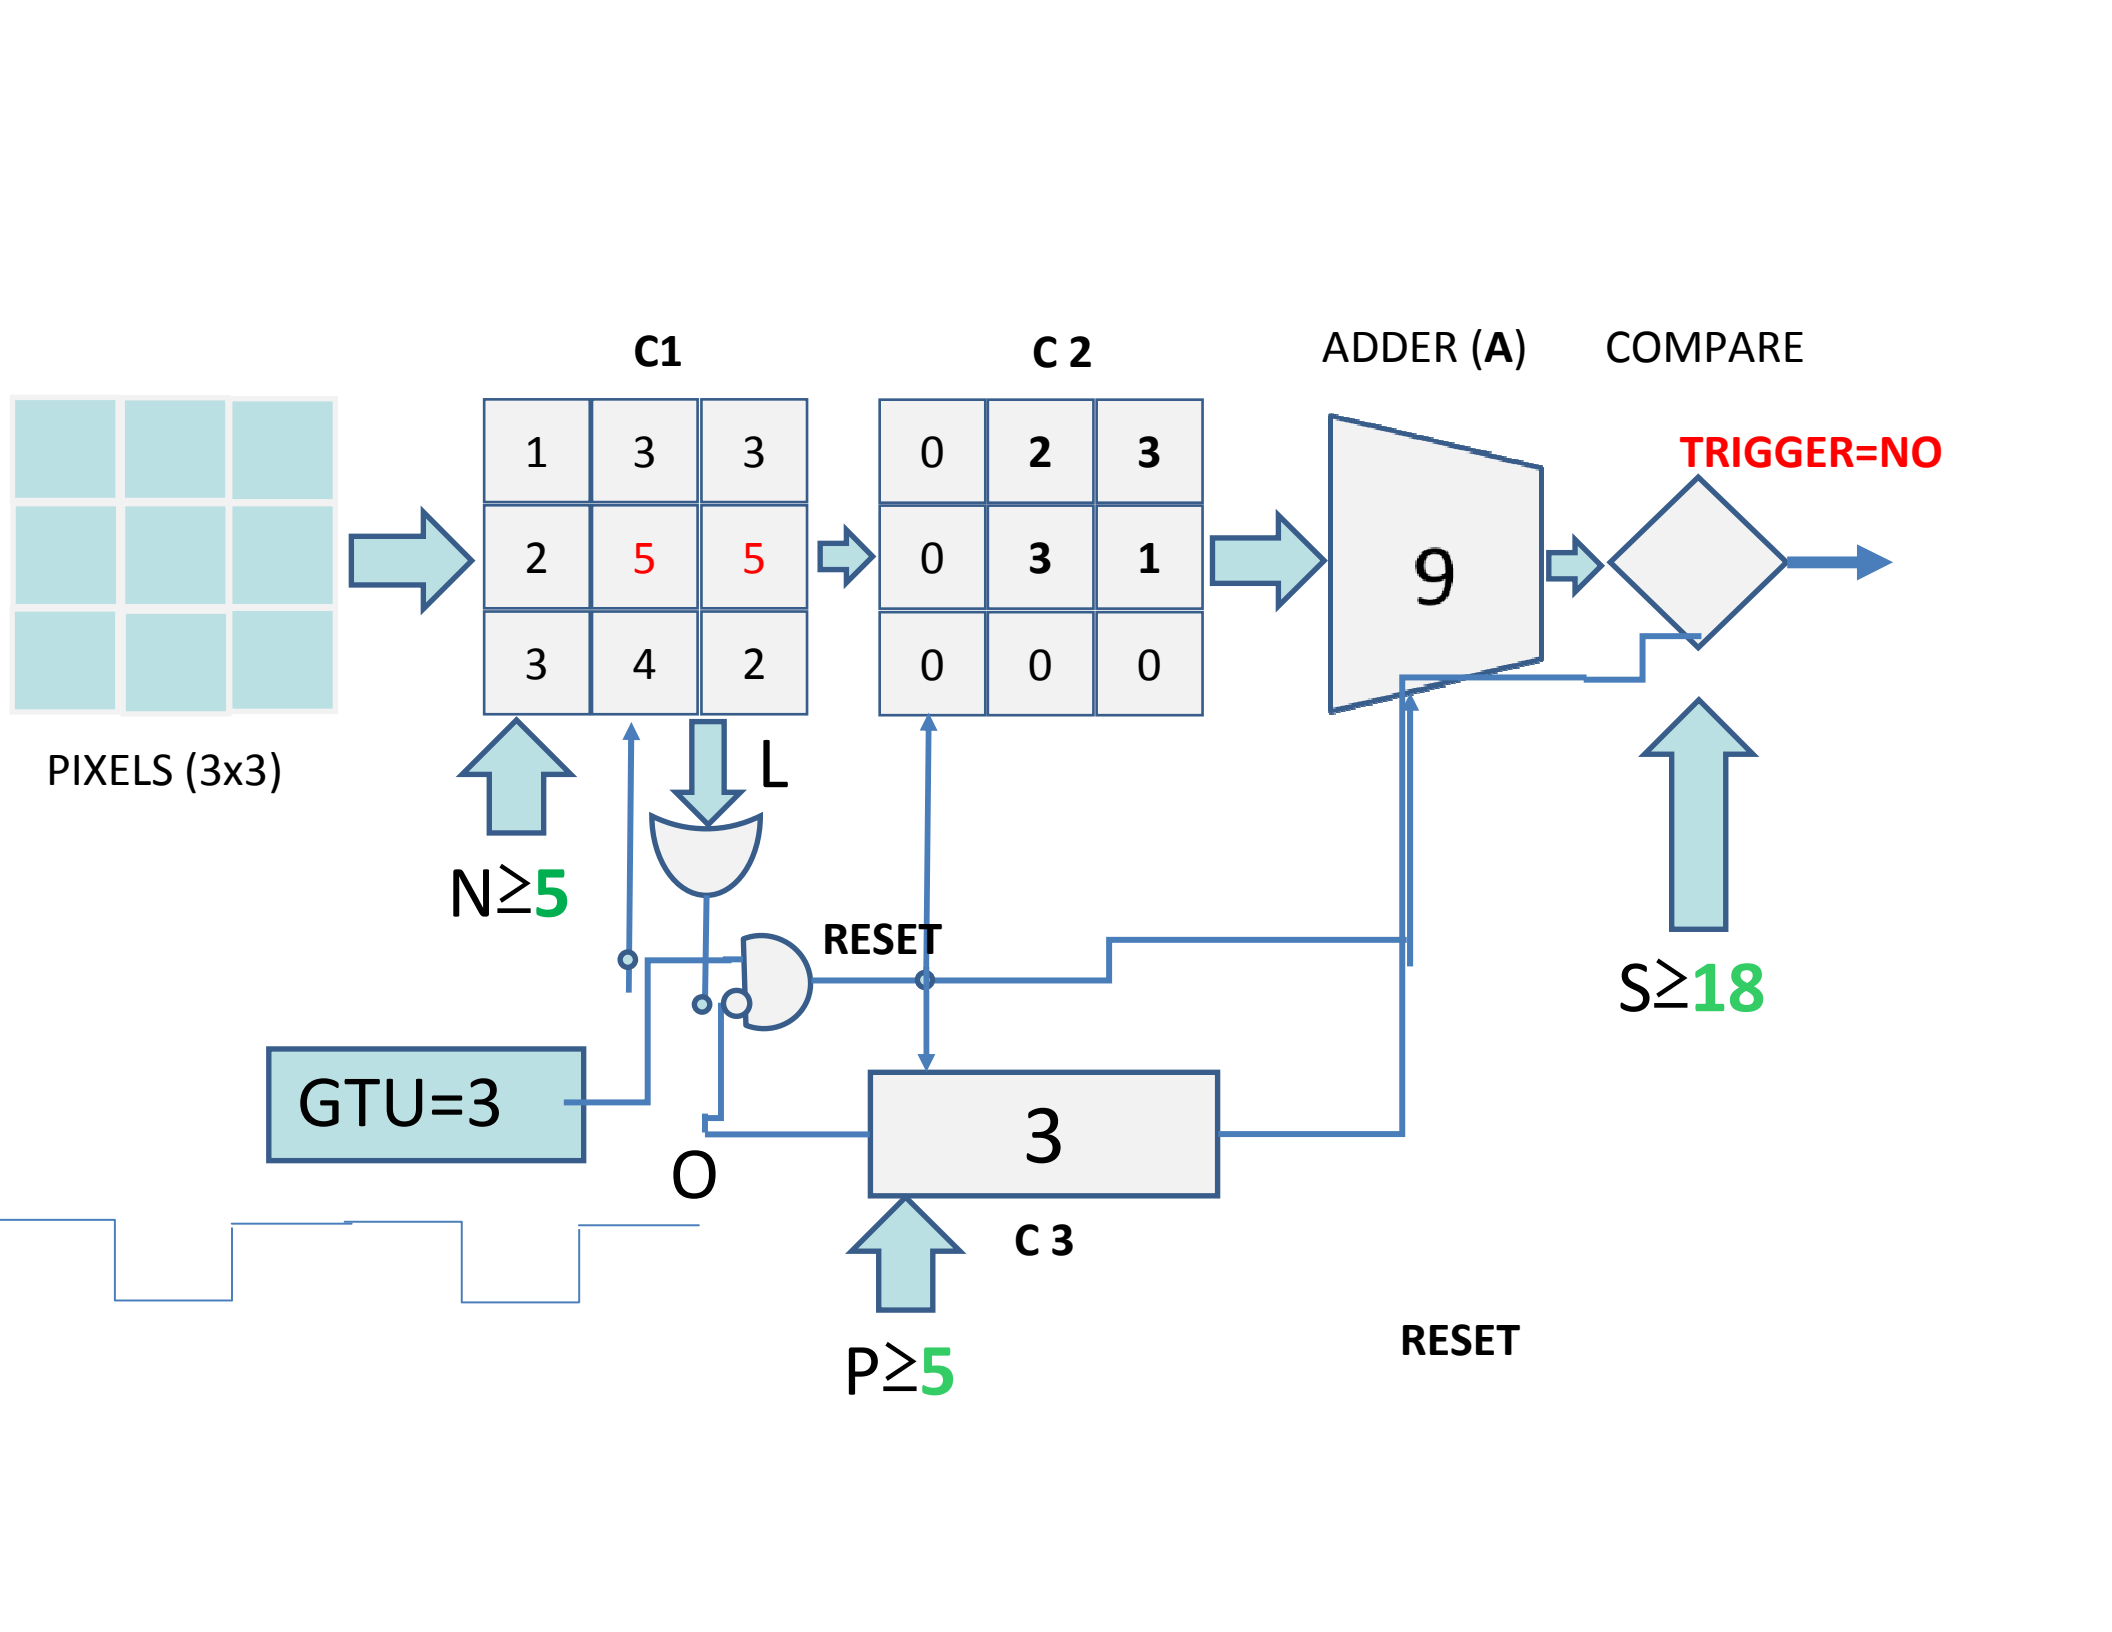 C1
C 2
ADDER (A)
COMPARE
TRIGGER=NO
1 3 3
2 5 5
3 4 2
0 2 3
0 3 1
0 0 0
9
PIXELS (3x3)
L
N≥5
RESET
S≥18
GTU=3
3
O
C 3
P≥5
RESET